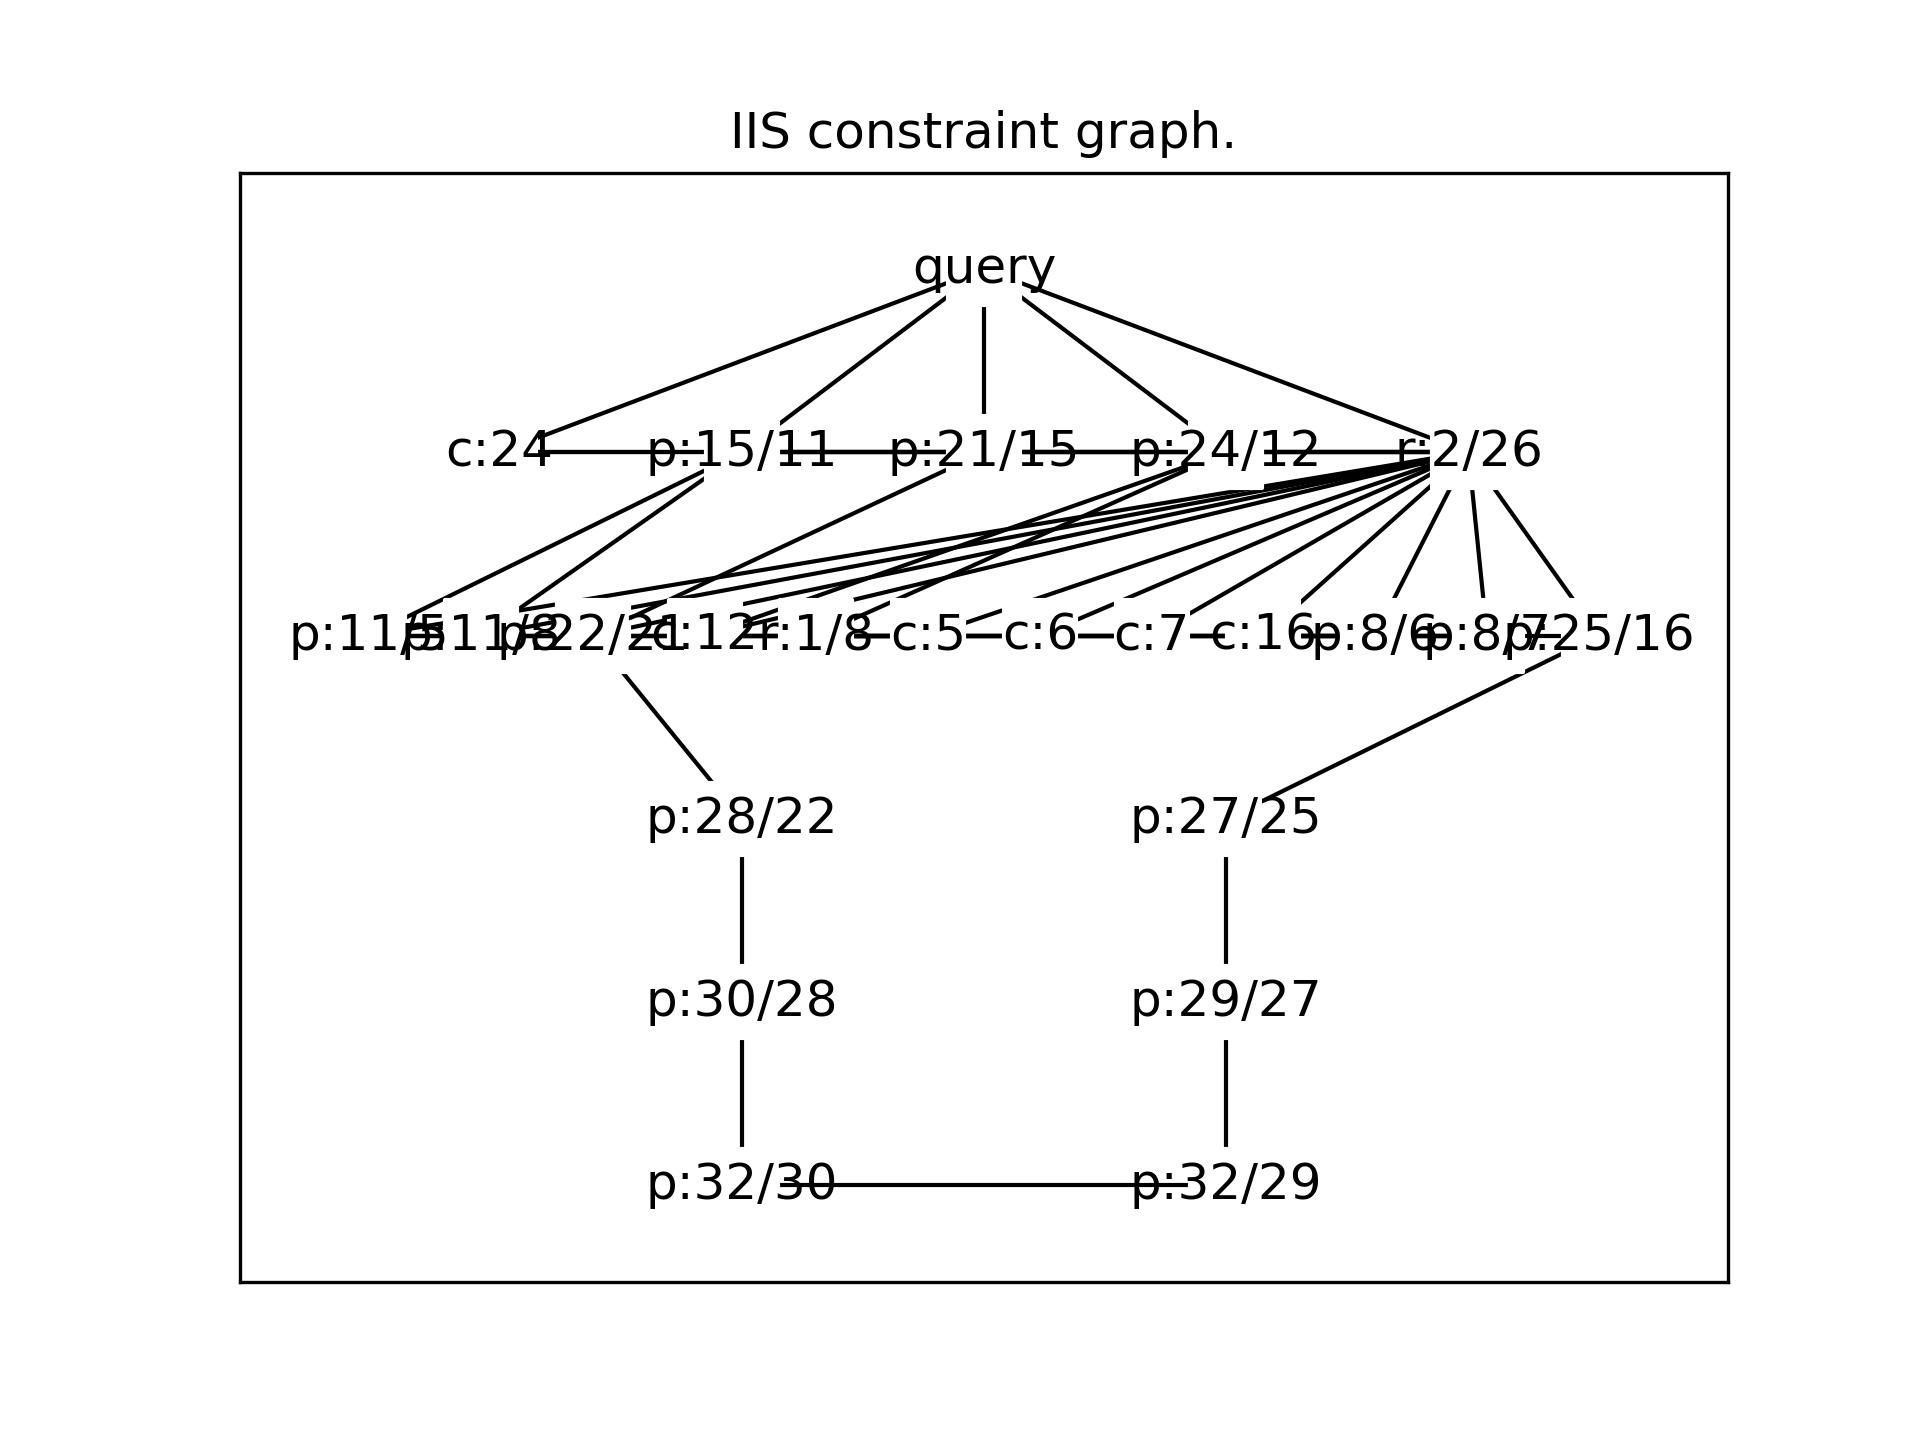 IIS constraint graph.
query
c:24 p:15/11 p:21/15 p:24/12 r:2/26
p:11/5 p:11/8 p:22/21 c:12 r:1/8 c:5 c:6 c:7 c:16 p:8/6 p:8/7 p:25/16
p:28/22 p:27/25
p:30/28 p:29/27
p:32/30 p:32/29